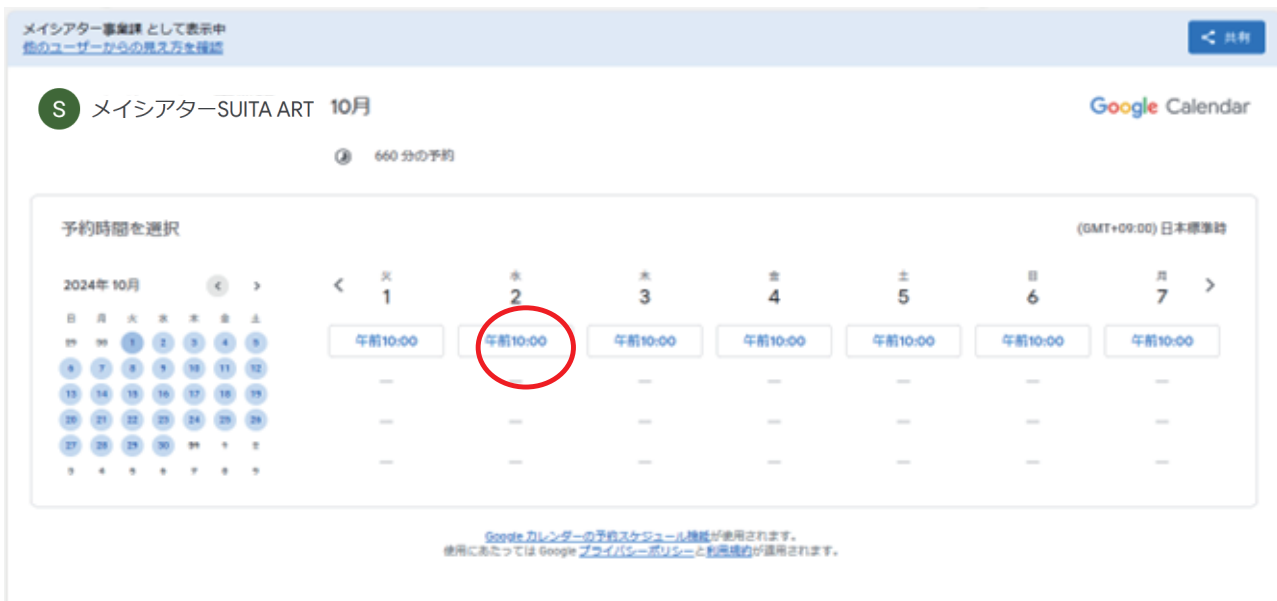 メイシアター事業課 として表示中
他のユーザーからの見え方を確認
共有
S メイシアターSUITA ART 10月
Google Calendar
660 分の予約
予約時間を選択
(GMT+09:00) 日本標準時
2024年 10月
日 月 火 水 木 金 土
29 30 1 2 3 4 5
6 7 8 9 10 11 12
13 14 15 16 17 18 19
20 21 22 23 24 25 26
27 28 29 30 31 1 2
3 4 5 6 7 8 9
火 水 木 金 土 日 月
1 2 3 4 5 6 7
午前10:00 午前10:00 午前10:00 午前10:00 午前10:00 午前10:00 午前10:00
— — — — — — —
— — — — — — —
— — — — — — —
Google カレンダーの予約スケジュール機能が使用されます。
使用にあたっては Google プライバシーポリシーと利用規約が適用されます。